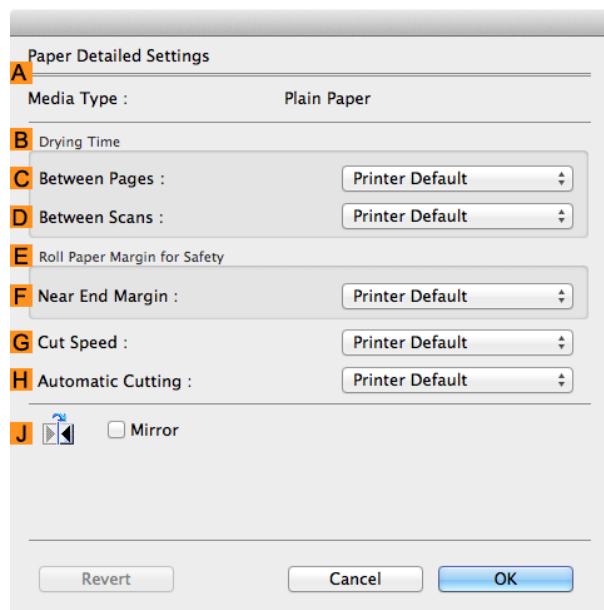 Paper Detailed Settings
A
Media Type : Plain Paper
B Drying Time
C Between Pages : Printer Default
D Between Scans : Printer Default
E Roll Paper Margin for Safety
F Near End Margin : Printer Default
G Cut Speed : Printer Default
H Automatic Cutting : Printer Default
J Mirror
Revert Cancel OK